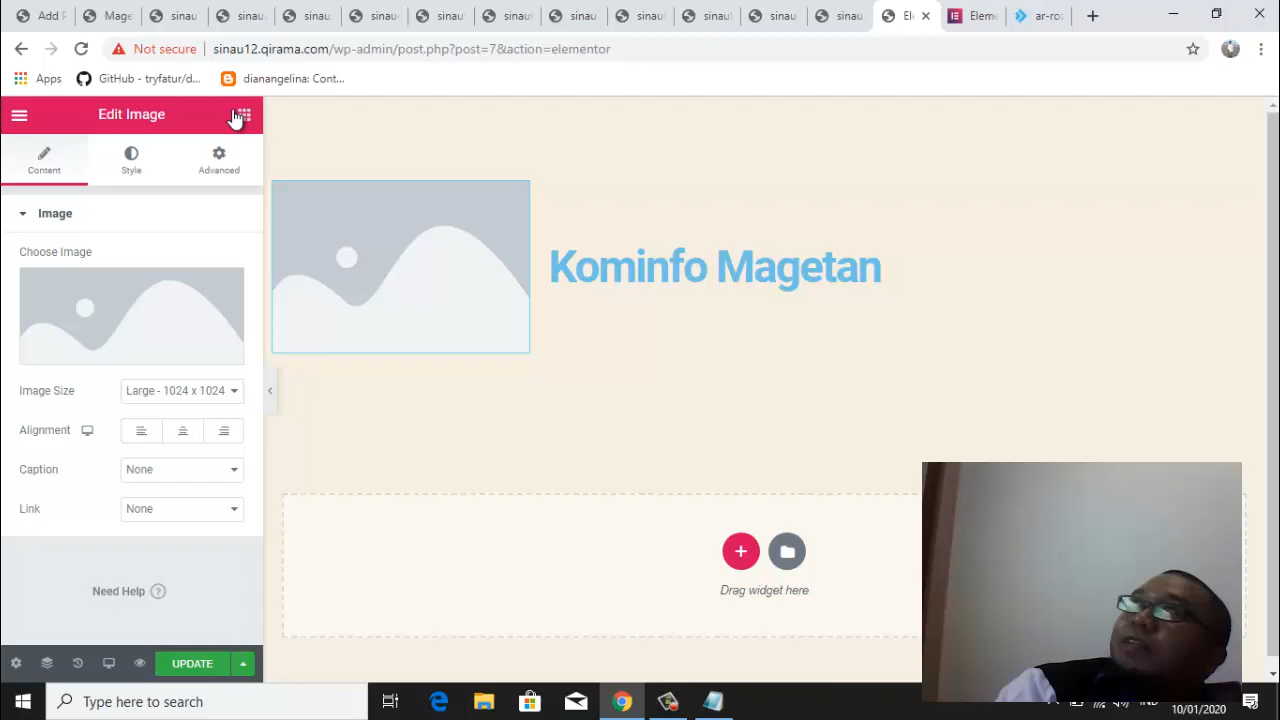 Add P
Mage
sinau
sinau
sinau
sinau
sinau
sinau
sinau
sinau
sinau
sinau
El
Eleme
ar-roz
Not secure
sinau12.qirama.com/wp-admin/post.php?post=7&action=elementor
Apps
GitHub - tryfatur/d...
dianangelina: Cont...
Edit Image
Content
Style
Advanced
Image
Choose Image
Kominfo Magetan
Image Size
Large - 1024 x 1024
Alignment
Caption
None
Link
None
Drag widget here
Need Help ?
UPDATE
Type here to search
10/01/2020